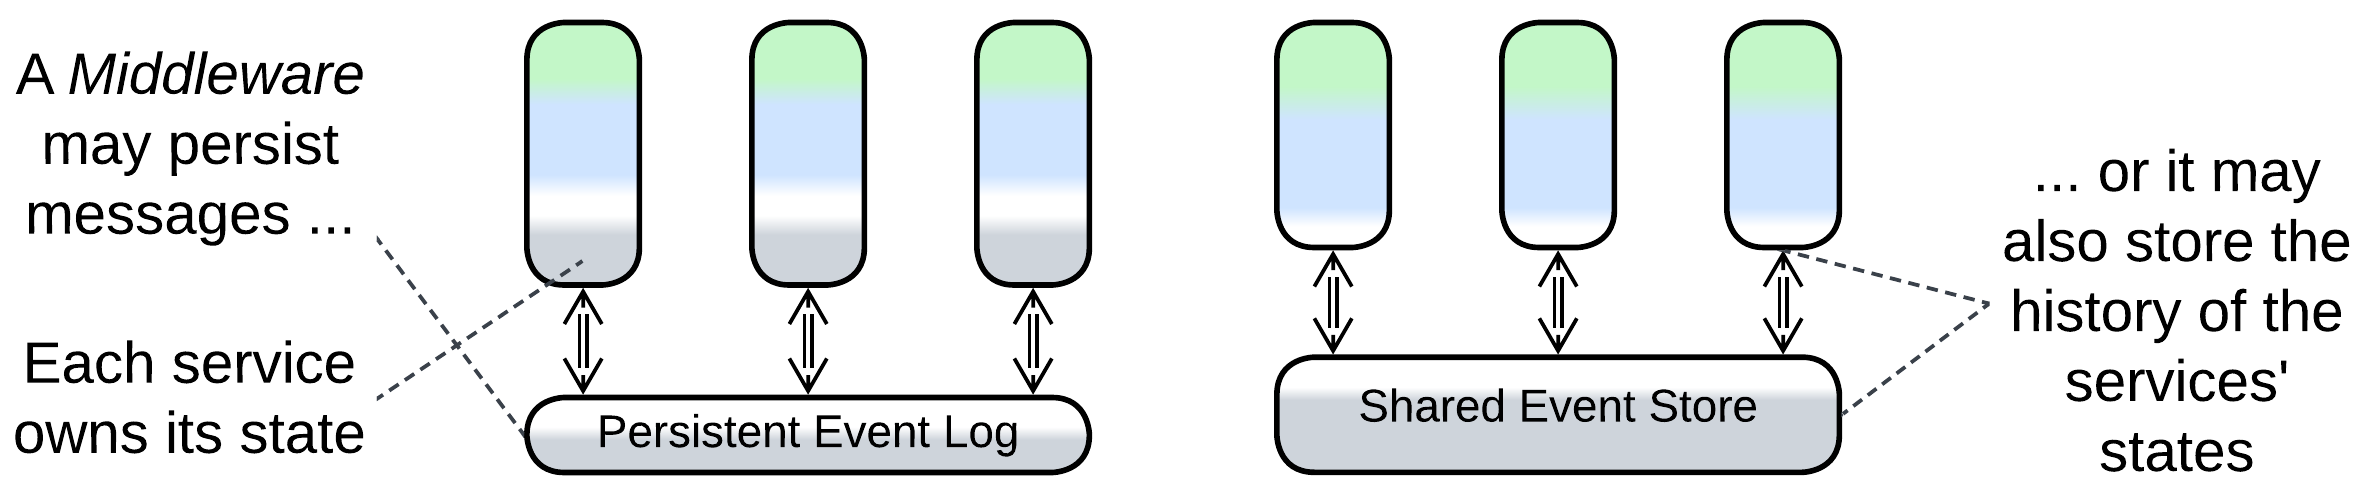 A Middleware
may persist
messages ...
Each service
owns its state
Persistent Event Log
Shared Event Store
... or it may
also store the
history of the
services'
states